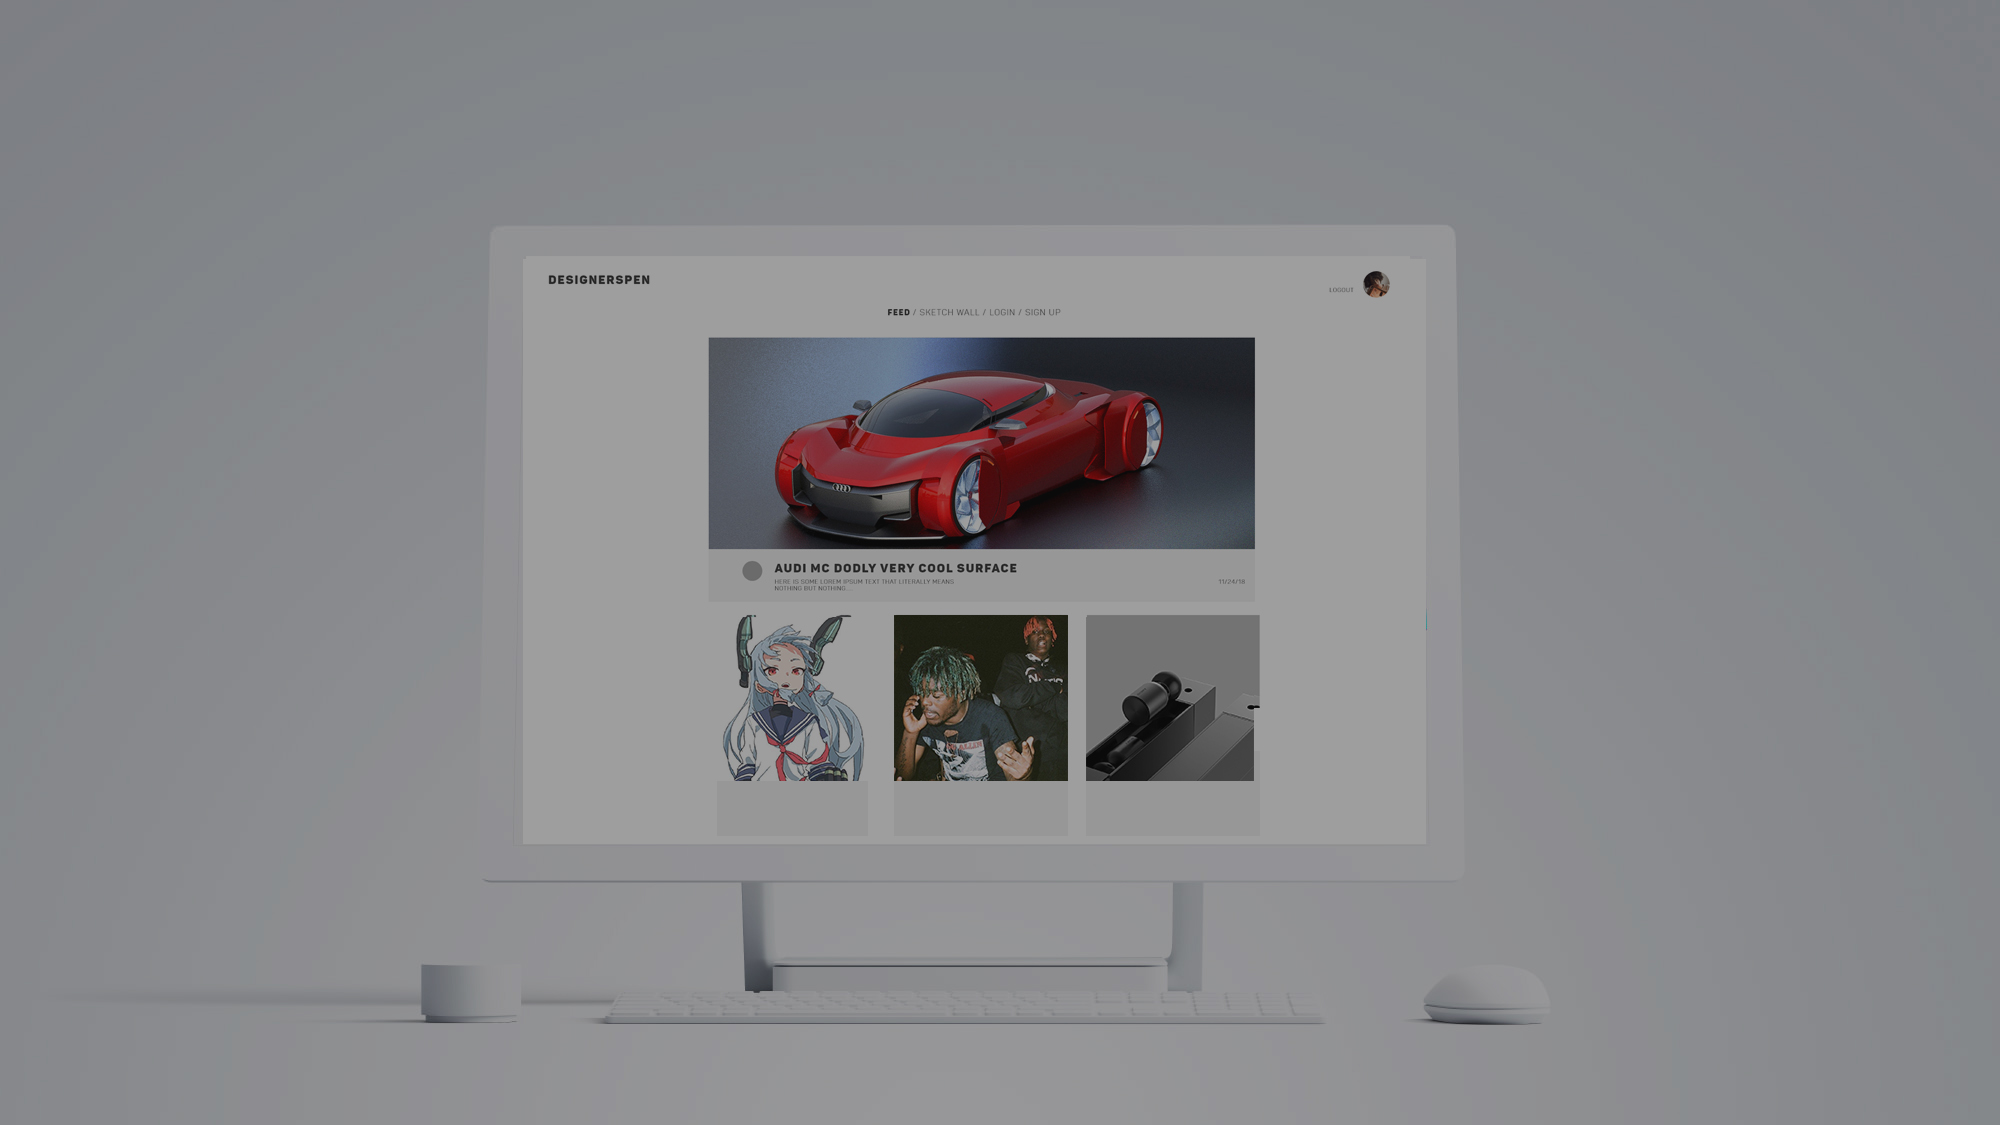 DESIGNERSPEN
LOGOUT
FEED / SKETCH WALL / LOGIN / SIGN UP
AUDI MC DODLY VERY COOL SURFACE
HERE IS SOME LOREM IPSUM TEXT THAT LITERALLY MEANS
NOTHING BUT NOTHING...
11/24/18